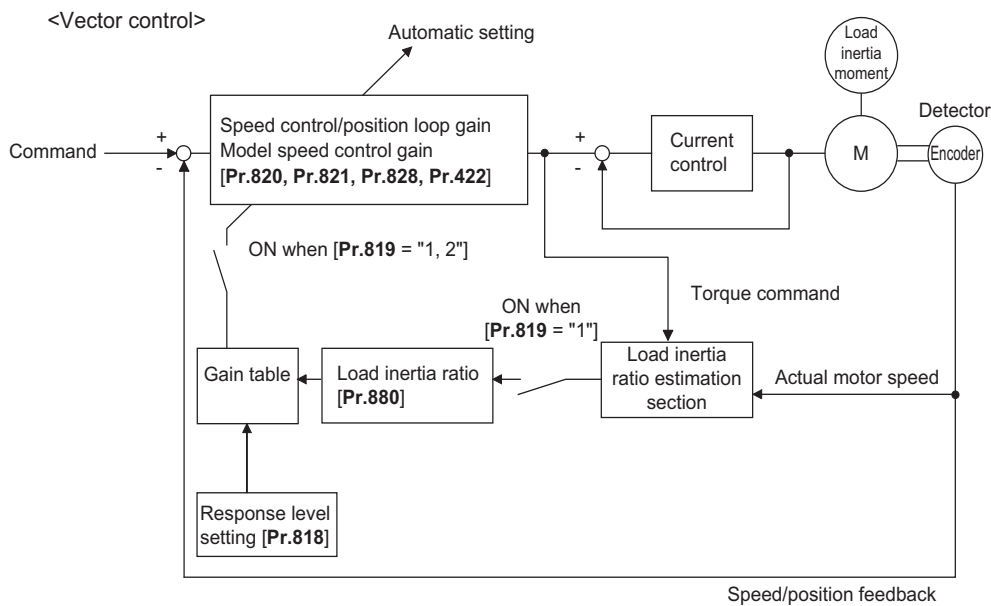 <Vector control>
Automatic setting
Load
inertia
moment
Detector
Command
+
-
Speed control/position loop gain
Model speed control gain
[Pr.820, Pr.821, Pr.828, Pr.422]
+
-
Current
control
M
Encoder
ON when [Pr.819 = "1, 2"]
Torque command
ON when
[Pr.819 = "1"]
Gain table
Load inertia ratio
[Pr.880]
Load inertia
ratio estimation
section
Actual motor speed
Response level
setting [Pr.818]
Speed/position feedback